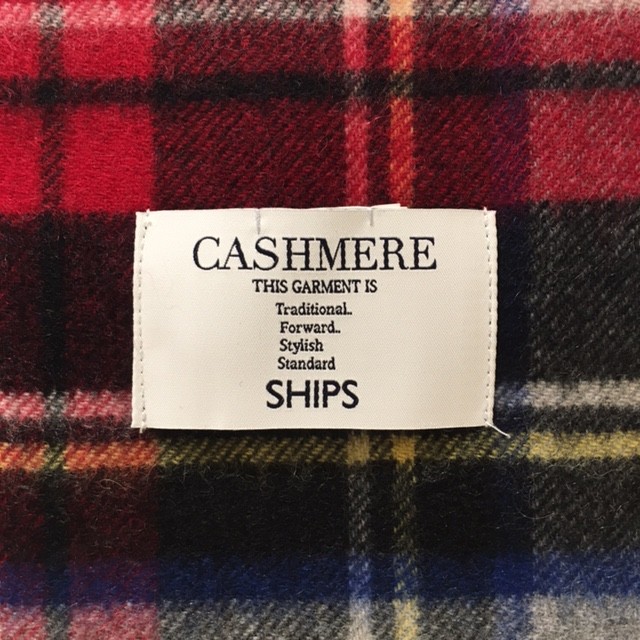 CASHMERE
THIS GARMENT IS
Traditional..
Forward..
Stylish
Standard
SHIPS